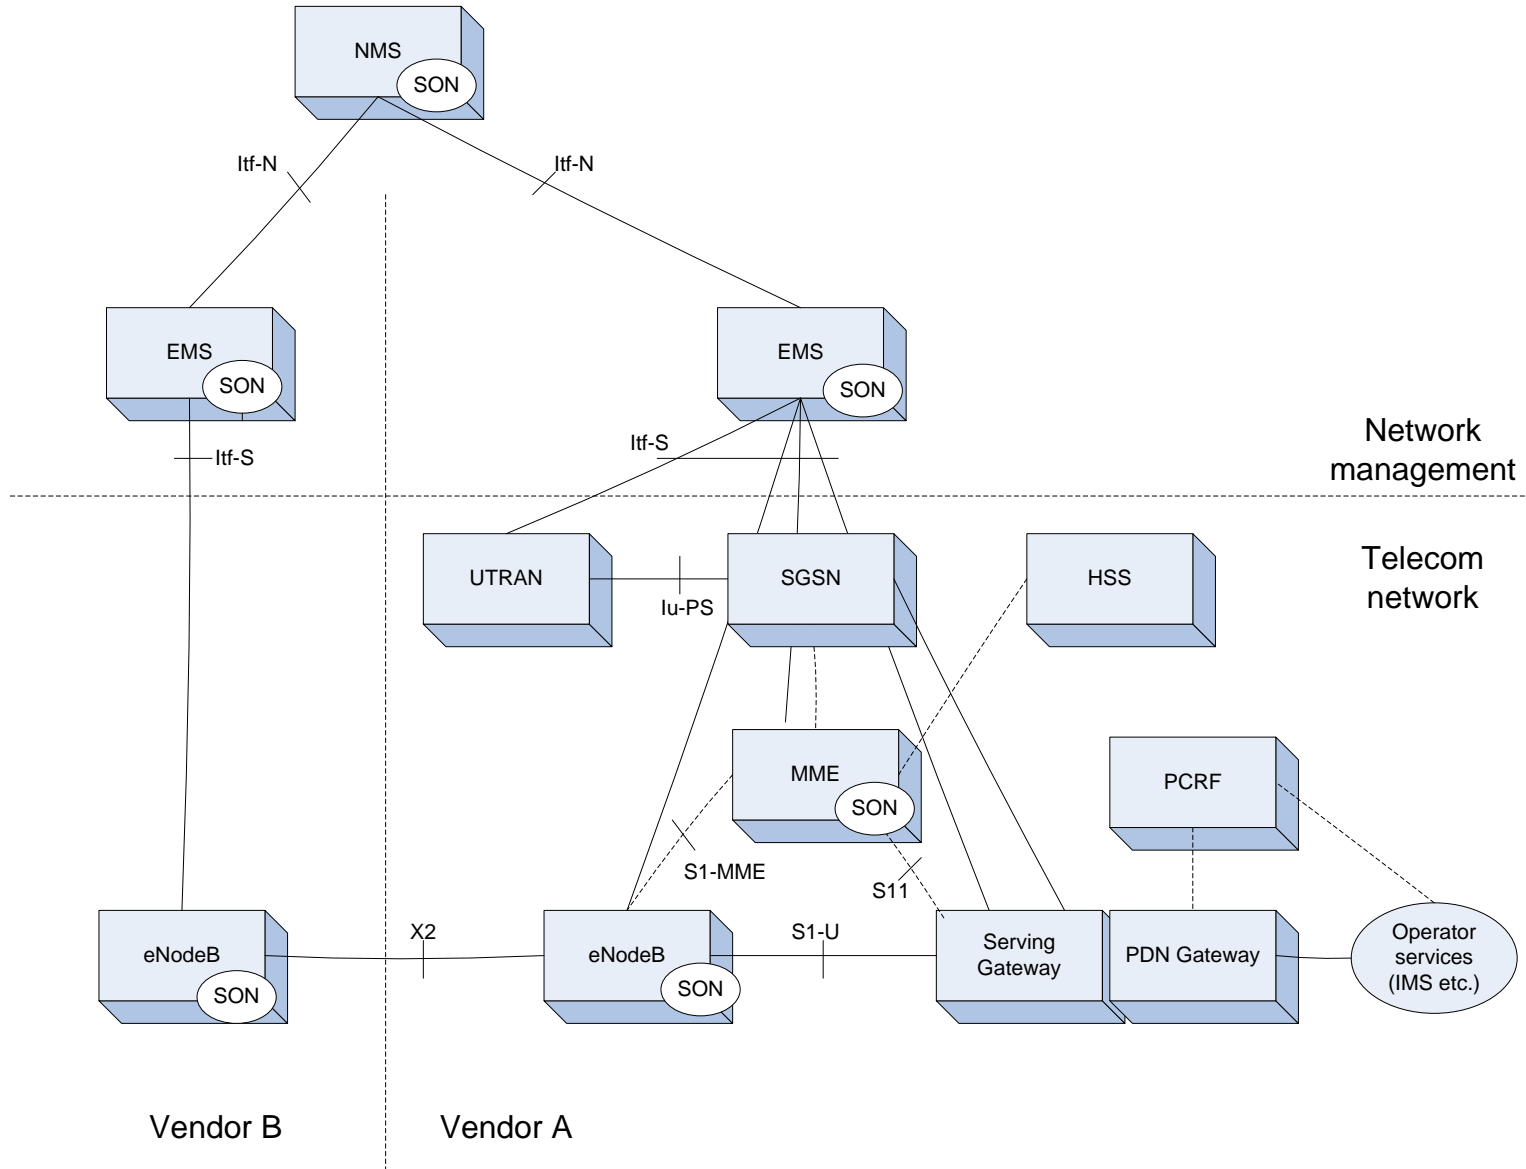 NMS
SON
Itf-N
Itf-N
EMS
SON
EMS
SON
Itf-S
Itf-S
Network
management
Telecom
network
UTRAN
Iu-PS
SGSN
HSS
MME
SON
PCRF
S1-MME
S11
eNodeB
SON
X2
eNodeB
SON
S1-U
Serving
Gateway
PDN Gateway
Operator
services
(IMS etc.)
Vendor B
Vendor A